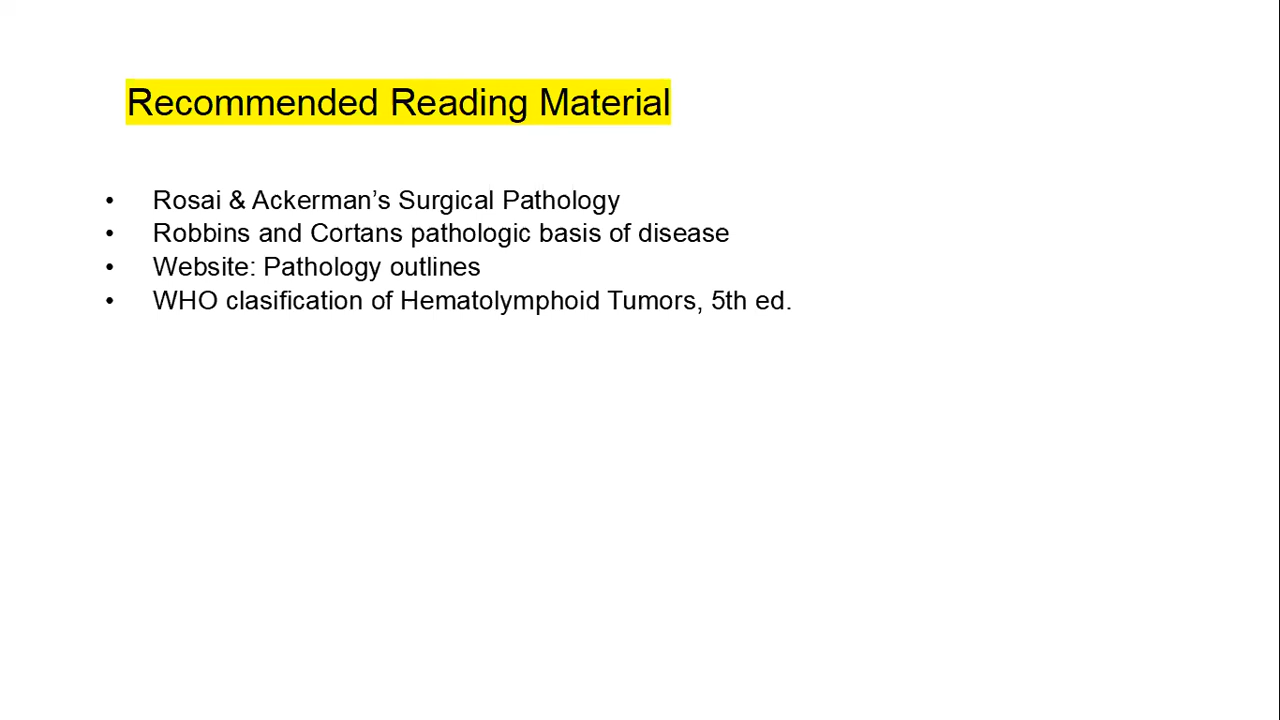 Recommended Reading Material
• Rosai & Ackerman’s Surgical Pathology
• Robbins and Cortans pathologic basis of disease
• Website: Pathology outlines
• WHO clasification of Hematolymphoid Tumors, 5th ed.